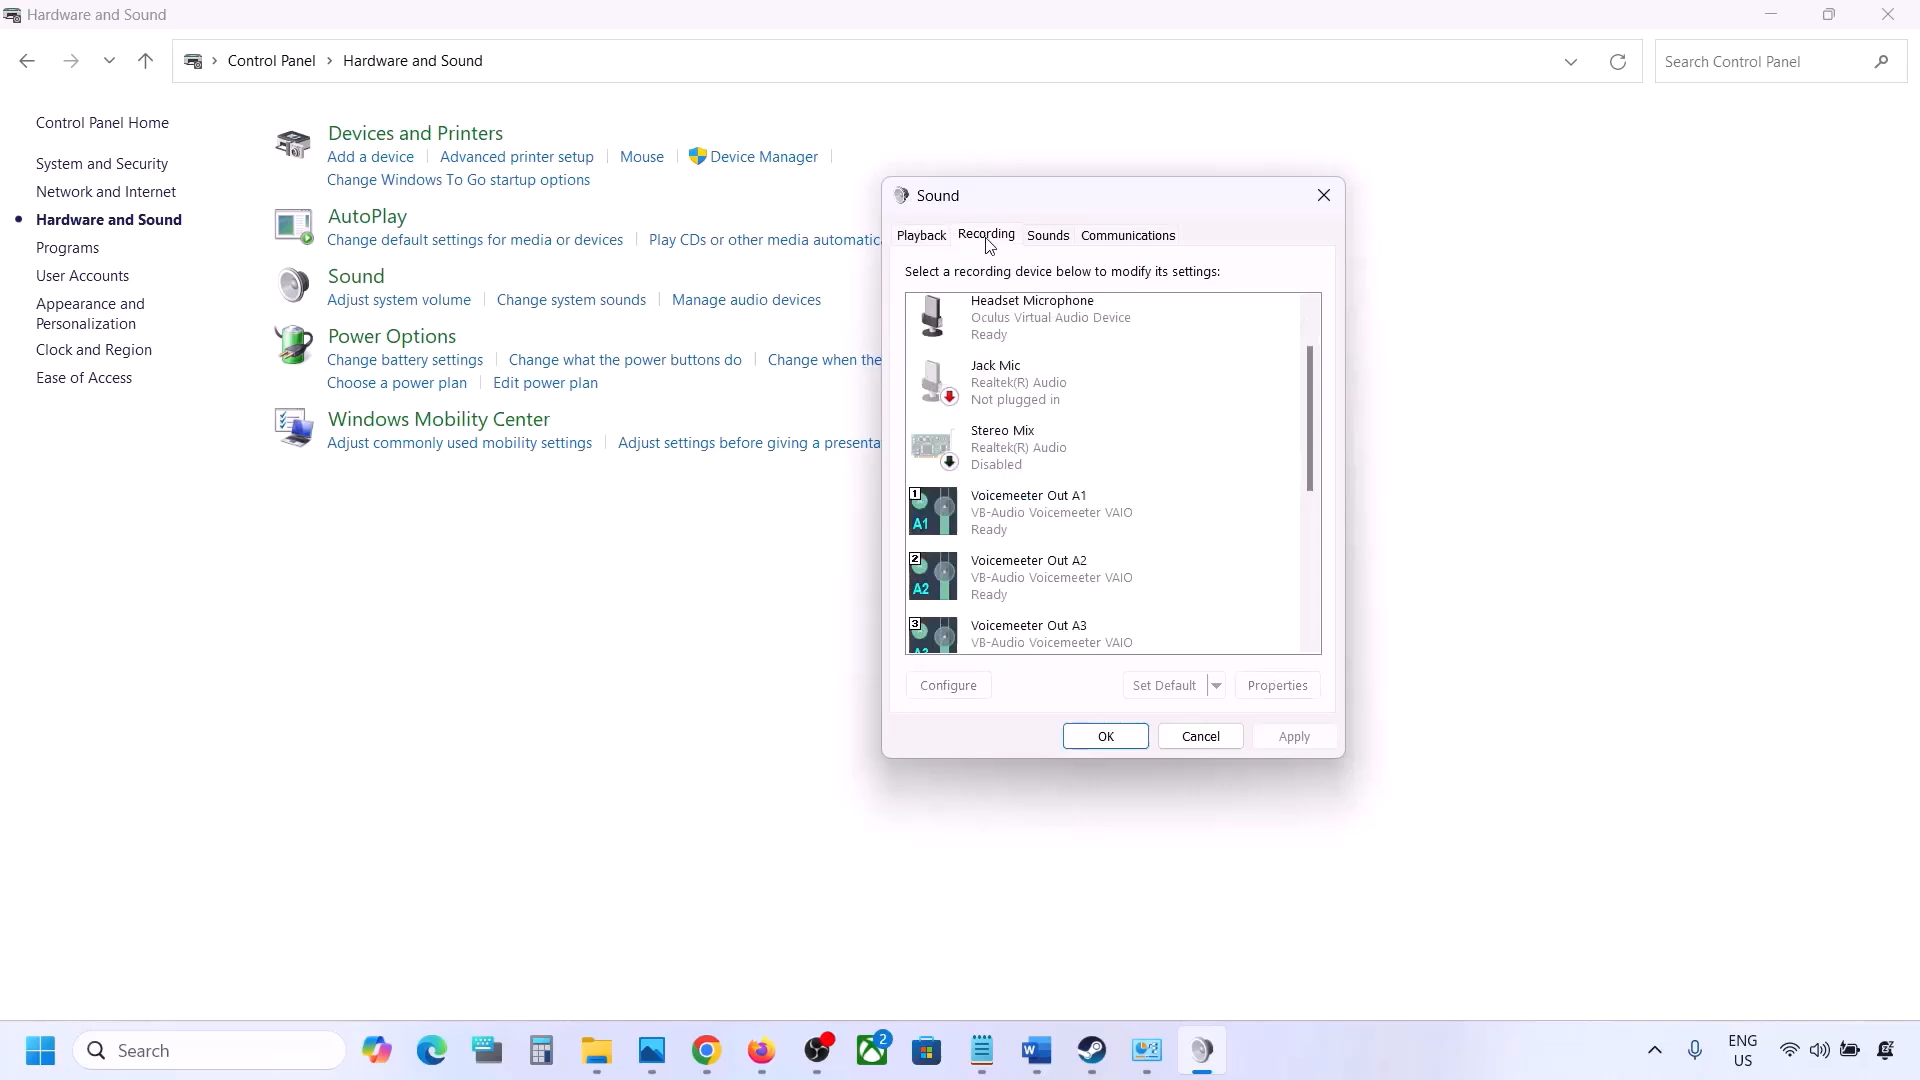 Hardware and Sound
Control Panel
Hardware and Sound
Search Control Panel
Control Panel Home
System and Security
Network and Internet
Hardware and Sound
Programs
User Accounts
Appearance and
Personalization
Clock and Region
Ease of Access
Devices and Printers
Add a device
Advanced printer setup
Mouse
Device Manager
Change Windows To Go startup options
AutoPlay
Change default settings for media or devices
Play CDs or other media automatic
Sound
Adjust system volume
Change system sounds
Manage audio devices
Power Options
Change battery settings
Change what the power buttons do
Change when the
Choose a power plan
Edit power plan
Windows Mobility Center
Adjust commonly used mobility settings
Adjust settings before giving a presenta
Sound
Playback
Recording
Sounds
Communications
Select a recording device below to modify its settings:
Headset Microphone
Oculus Virtual Audio Device
Ready
Jack Mic
Realtek(R) Audio
Not plugged in
Stereo Mix
Realtek(R) Audio
Disabled
1
A1
Voicemeeter Out A1
VB-Audio Voicemeeter VAIO
Ready
2
A2
Voicemeeter Out A2
VB-Audio Voicemeeter VAIO
Ready
3
A3
Voicemeeter Out A3
VB-Audio Voicemeeter VAIO
Configure
Set Default
Properties
OK
Cancel
Apply
Search
2
ENG
US